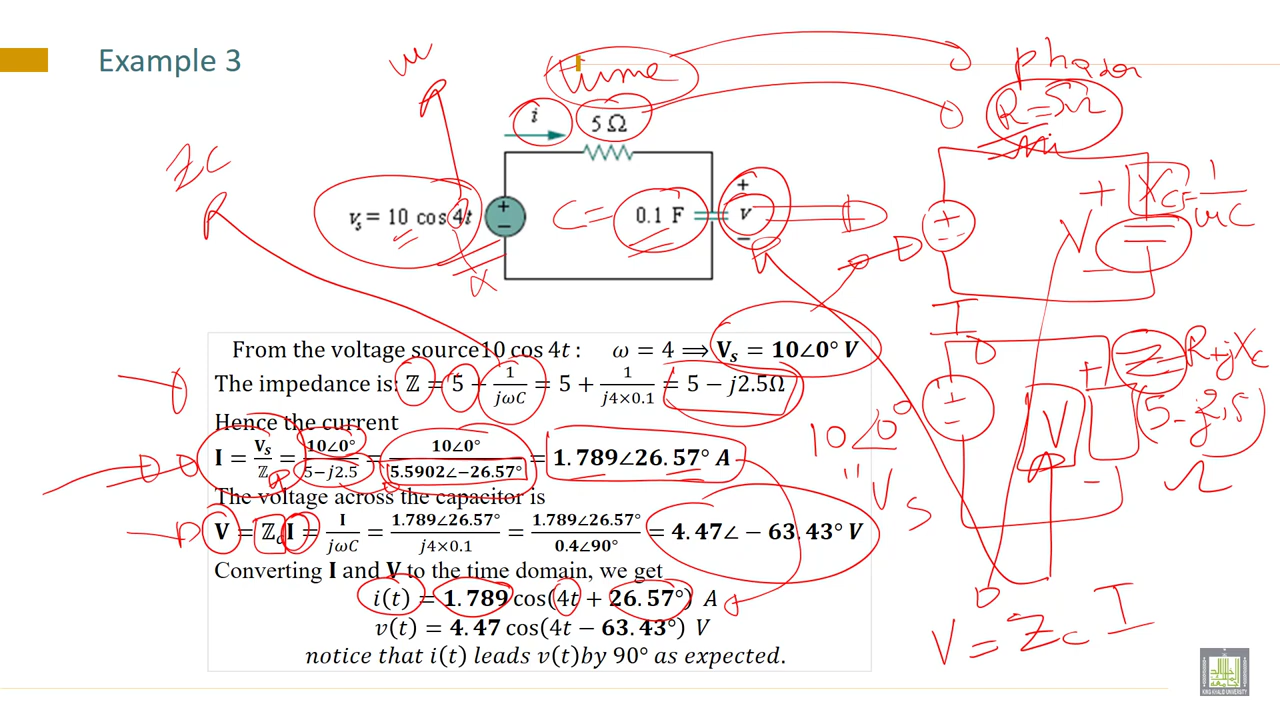 Example 3
ω
time
phasor
i
5 Ω
R=5Ω
ZC
vs = 10 cos 4t
C =
0.1 F
+
v
−
+ XC = 1/ωC
V
−
I
From the voltage source10 cos 4t : ω = 4 ⟹ Vs = 10∠0° V
The impedance is: ℤ = 5 + 1/jωC = 5 + 1/j4×0.1 = 5 − j2.5Ω
Z R+jXC
(5-j2.5) Ω
Hence the current
I = Vs/ℤ = 10∠0°/5−j2.5 = 10∠0°/5.5902∠−26.57° = 1.789∠26.57° A
10∠0°
" Vs
+ V −
The voltage across the capacitor is
V = ℤcI = I/jωC = 1.789∠26.57°/j4×0.1 = 1.789∠26.57°/0.4∠90° = 4.47∠ − 63.43° V
Converting I and V to the time domain, we get
i(t) = 1.789 cos(4t + 26.57°) A
v(t) = 4.47 cos(4t − 63.43°) V
V = ZC I
notice that i(t) leads v(t)by 90° as expected.
KING KHALID UNIVERSITY